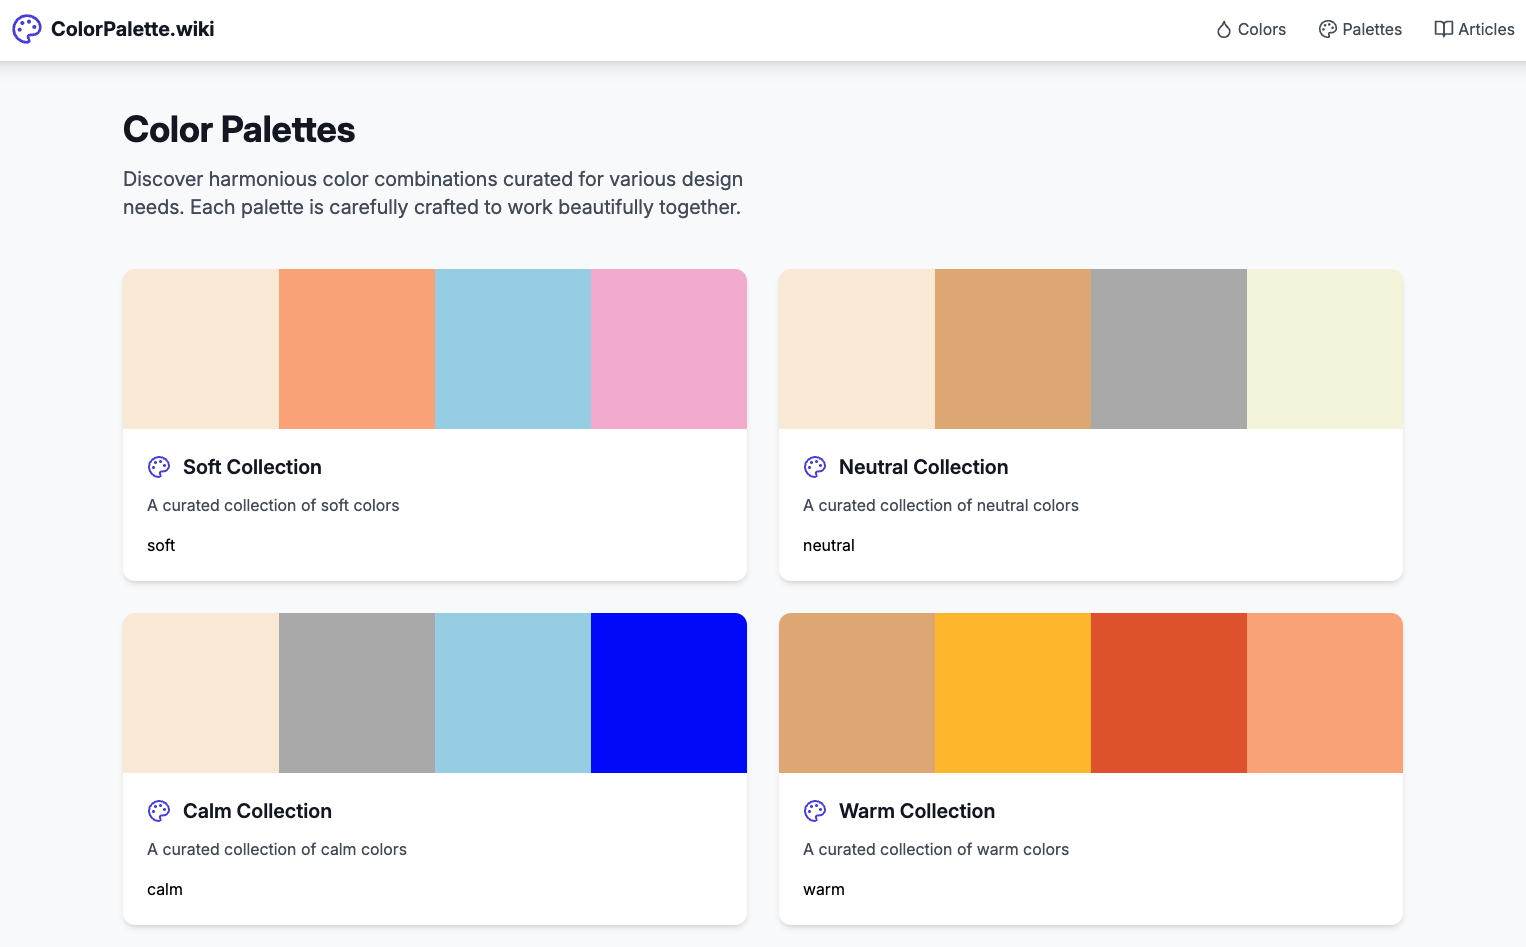 ColorPalette.wiki
Colors
Palettes
Articles
Color Palettes
Discover harmonious color combinations curated for various design
needs. Each palette is carefully crafted to work beautifully together.
Soft Collection
A curated collection of soft colors
soft
Neutral Collection
A curated collection of neutral colors
neutral
Calm Collection
A curated collection of calm colors
calm
Warm Collection
A curated collection of warm colors
warm